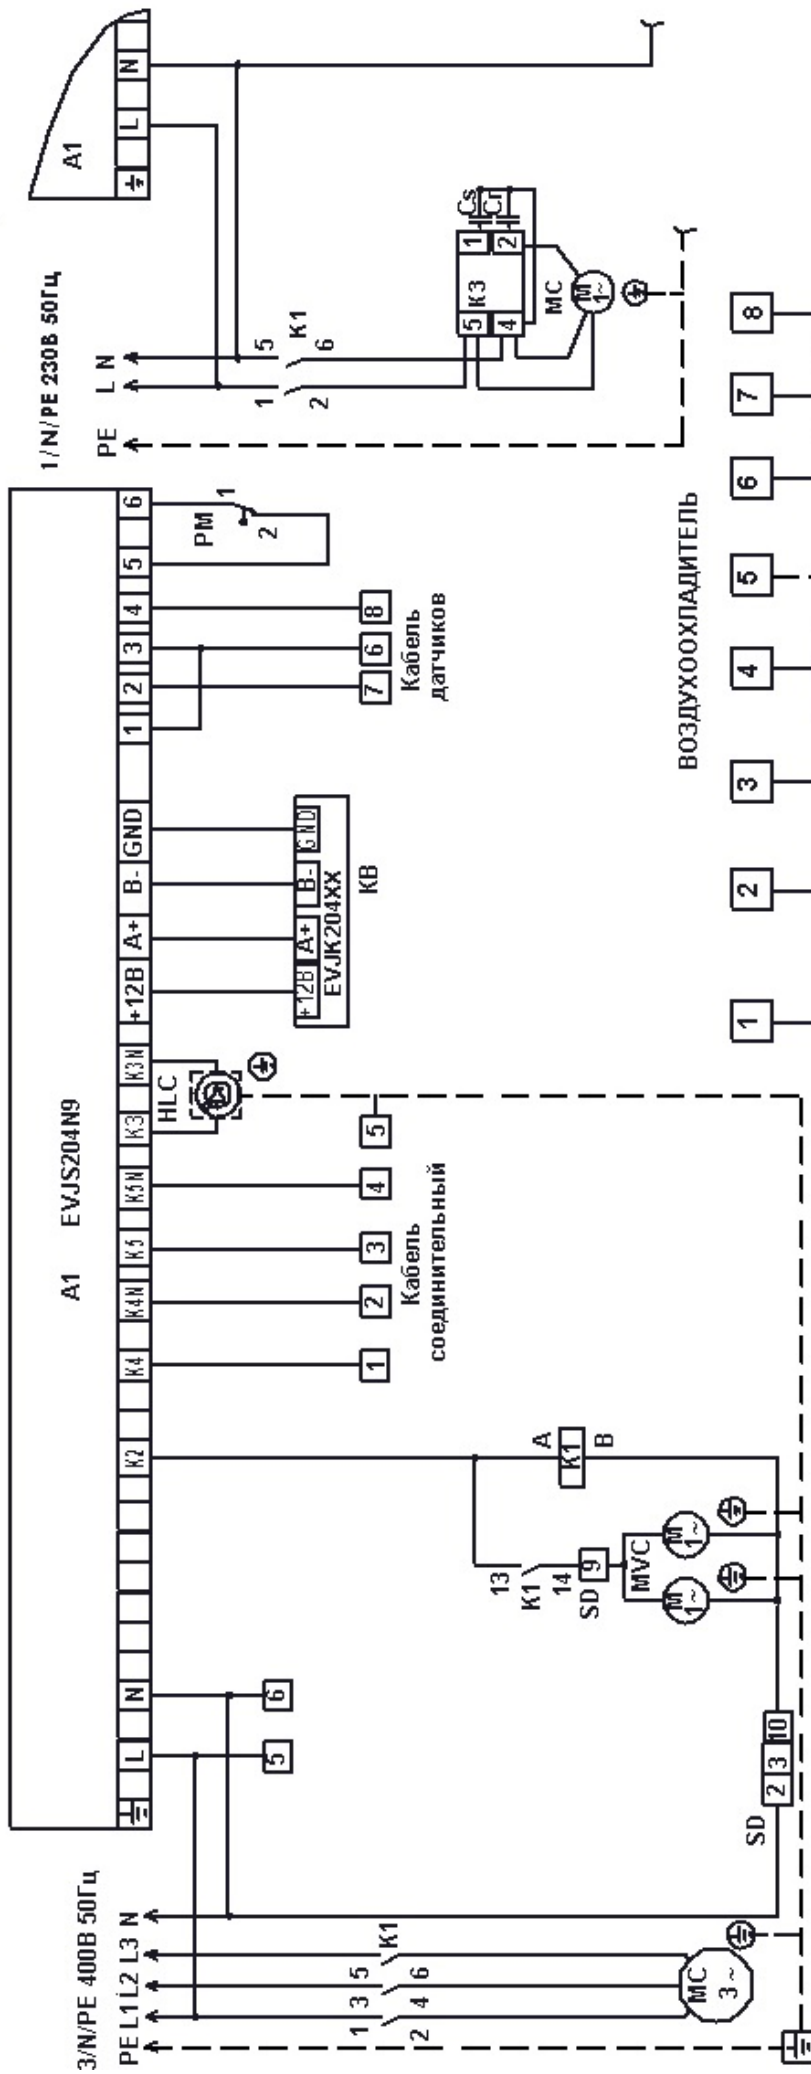 3/N/PE 400В 50Гц
PE L1 L2 L3 N
1 3 5 K1
2 4 6
MC
3~
A1 EVJS204N9
L N K2 K4 K4N K5 K5N K3 K3N +12В A+ B- GND 1 2 3 4 5 6
5 6
SD
2 3 10
13
K1
14
SD 9
MVC
M
1~
M
1~
A
K1
B
1 2 3 4 5
Кабель
соединительный
HLC
+12В A+ B- GND
EVJK204XX
KB
7 6 8
Кабель
датчиков
PM 1
2
1/N/PE 230В 50Гц
PE L N
1 5 K1
2 6
K3
5 4 1 2
Cs
Cr
MC
M
1~
A1
L N
ВОЗДУХООХЛАДИТЕЛЬ
1 2 3 4 5 6 7 8